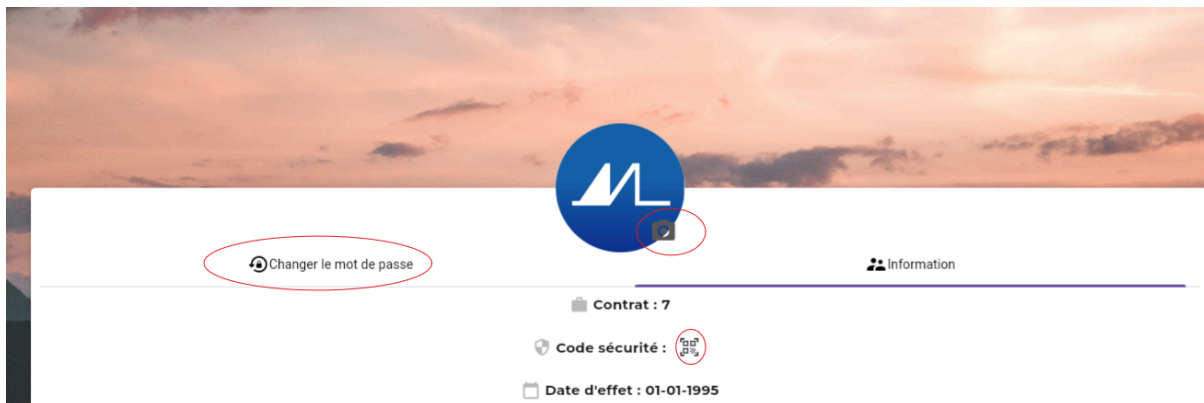 Changer le mot de passe
Information
Contrat : 7
Code sécurité :
Date d'effet : 01-01-1995